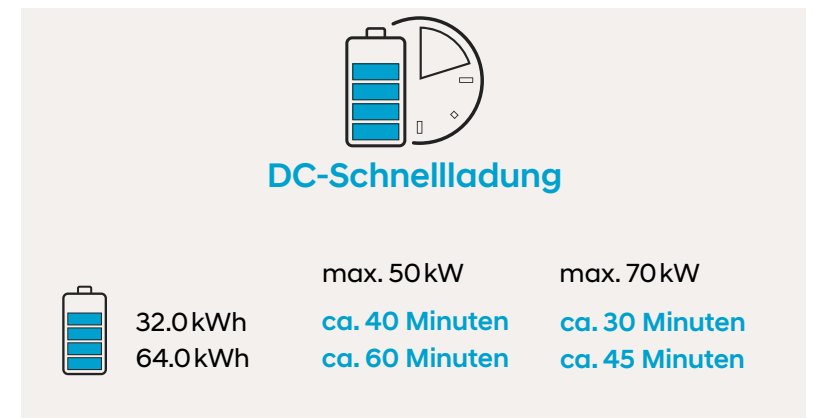 DC-Schnellladung
max. 50 kW max. 70 kW
32.0 kWh ca. 40 Minuten ca. 30 Minuten
64.0 kWh ca. 60 Minuten ca. 45 Minuten